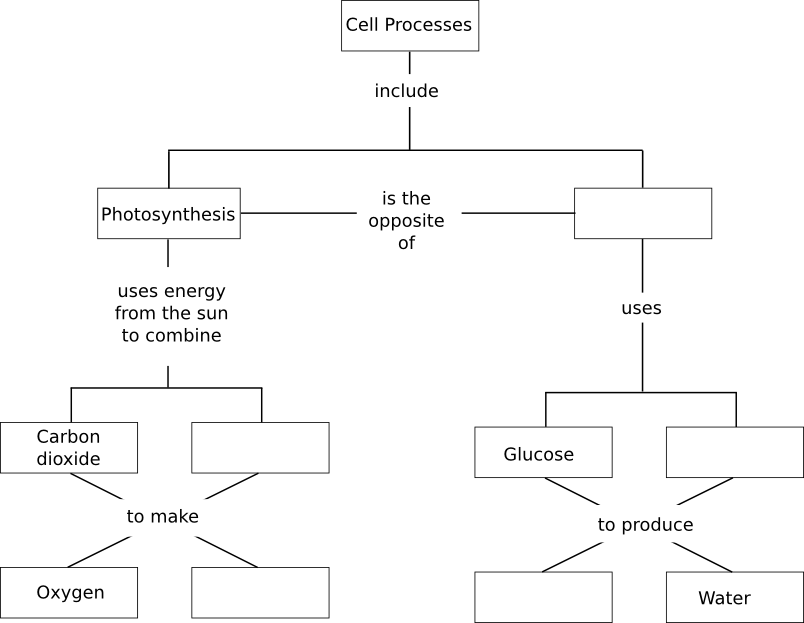 Cell Processes
include
Photosynthesis
is the
opposite
of
uses energy
from the sun
to combine
uses
Carbon
dioxide
Glucose
to make
to produce
Oxygen
Water